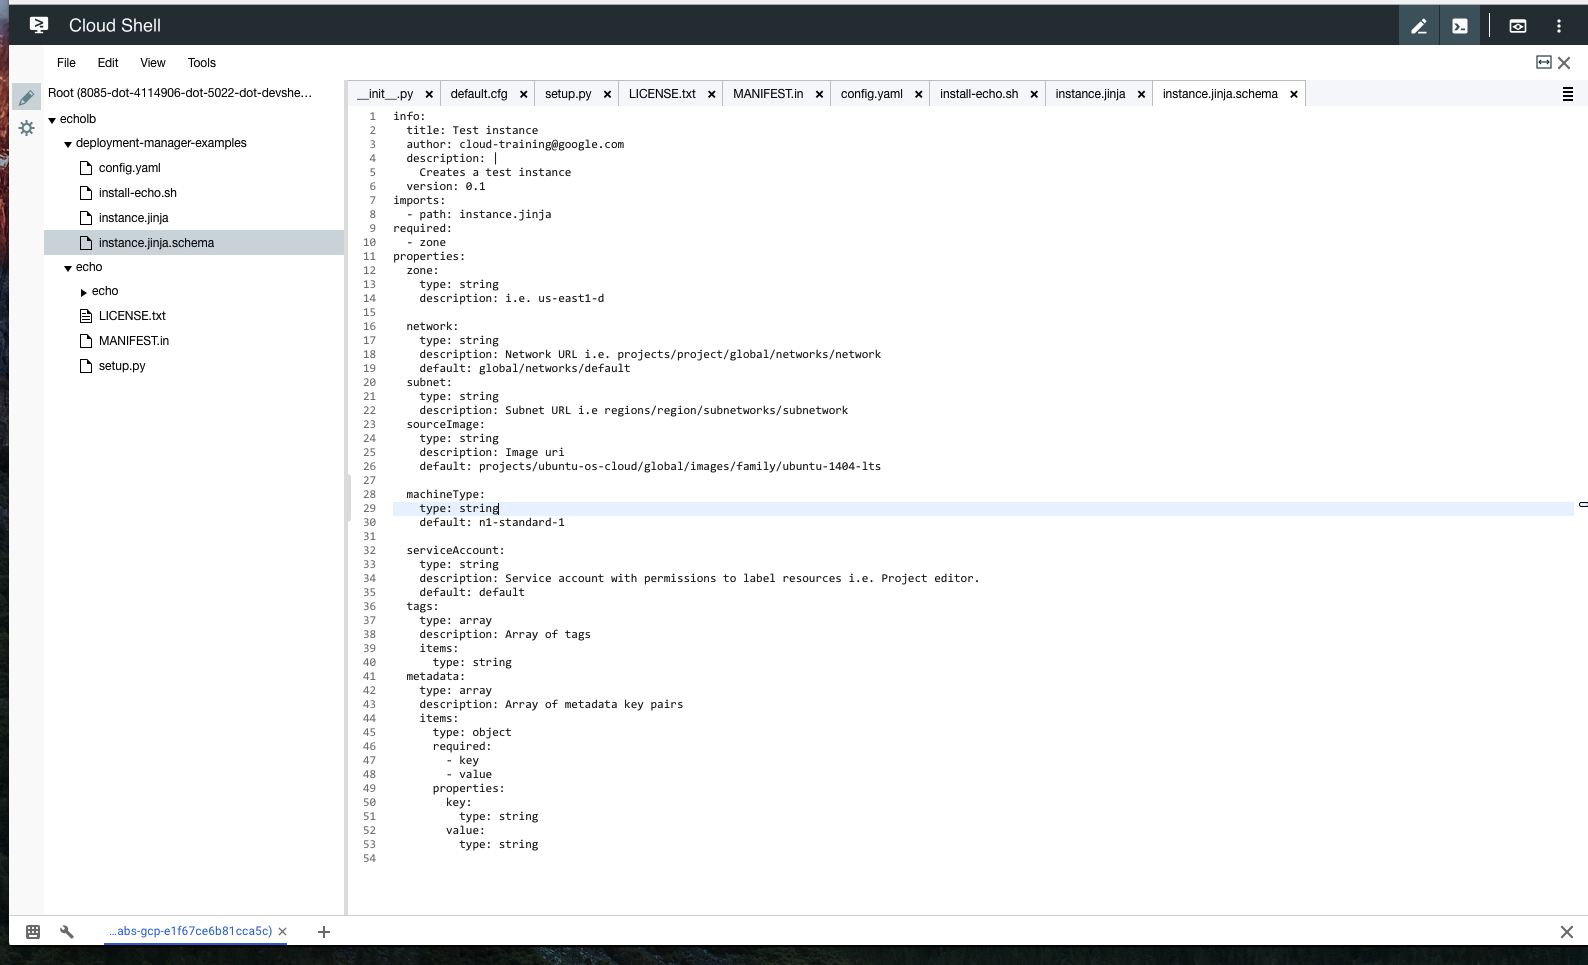 Cloud Shell
File Edit View Tools
Root (8085-dot-4114906-dot-5022-dot-devshe...
echolb
deployment-manager-examples
config.yaml
install-echo.sh
instance.jinja
instance.jinja.schema
echo
echo
LICENSE.txt
MANIFEST.in
setup.py
__init__.py × default.cfg × setup.py × LICENSE.txt × MANIFEST.in × config.yaml × install-echo.sh × instance.jinja × instance.jinja.schema ×
1 info:
2   title: Test instance
3   author: cloud-training@google.com
4   description: |
5     Creates a test instance
6   version: 0.1
7 imports:
8   - path: instance.jinja
9 required:
10   - zone
11 properties:
12   zone:
13     type: string
14     description: i.e. us-east1-d
15
16   network:
17     type: string
18     description: Network URL i.e. projects/project/global/networks/network
19     default: global/networks/default
20   subnet:
21     type: string
22     description: Subnet URL i.e regions/region/subnetworks/subnetwork
23   sourceImage:
24     type: string
25     description: Image uri
26     default: projects/ubuntu-os-cloud/global/images/family/ubuntu-1404-lts
27
28   machineType:
29     type: string
30     default: n1-standard-1
31
32   serviceAccount:
33     type: string
34     description: Service account with permissions to label resources i.e. Project editor.
35     default: default
36   tags:
37     type: array
38     description: Array of tags
39     items:
40       type: string
41   metadata:
42     type: array
43     description: Array of metadata key pairs
44     items:
45       type: object
46       required:
47         - key
48         - value
49       properties:
50         key:
51           type: string
52         value:
53           type: string
54
...abs-gcp-e1f67ce6b81cca5c) × +